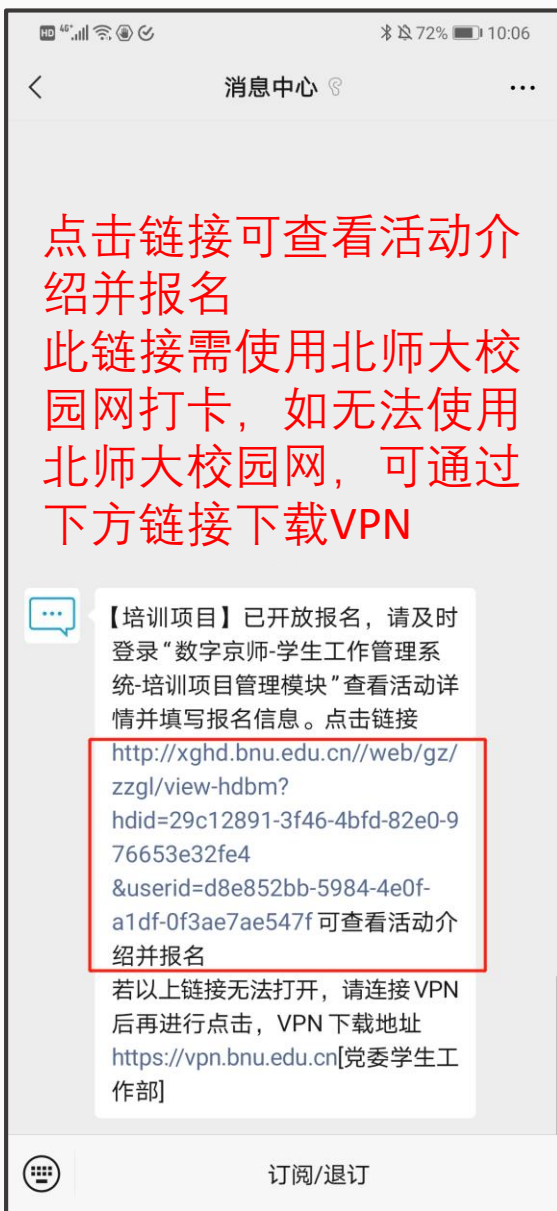 HD 46+ 72% 10:06
消息中心
点击链接可查看活动介
绍并报名
此链接需使用北师大校
园网打卡，如无法使用
北师大校园网，可通过
下方链接下载VPN
【培训项目】已开放报名，请及时
登录“数字京师-学生工作管理系
统-培训项目管理模块”查看活动详
情并填写报名信息。点击链接
http://xghd.bnu.edu.cn//web/gz/
zzgl/view-hdbm?
hdid=29c12891-3f46-4bfd-82e0-9
76653e32fe4
&userid=d8e852bb-5984-4e0f-
a1df-0f3ae7ae547f 可查看活动介
绍并报名
若以上链接无法打开，请连接 VPN
后再进行点击，VPN 下载地址
https://vpn.bnu.edu.cn[党委学生工
作部]
订阅/退订